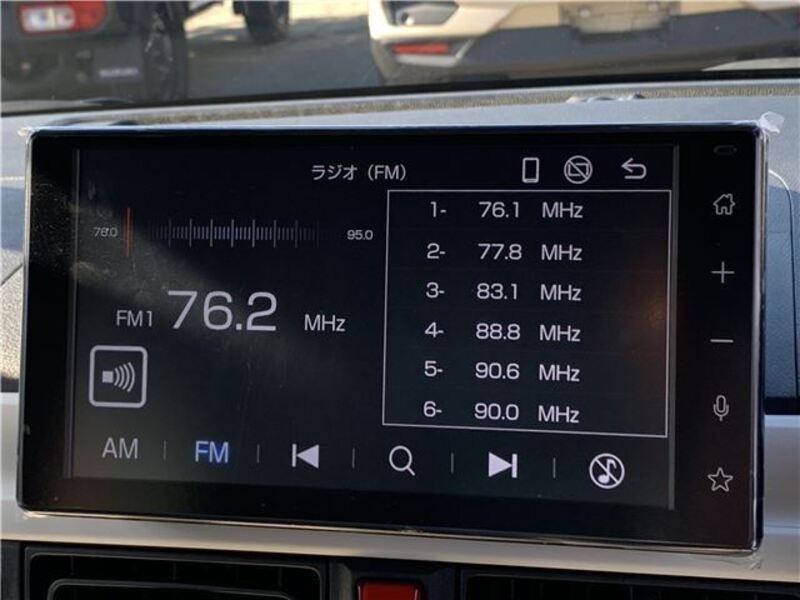 SUZUKI
ラジオ（FM）
78.0
95.0
FM1 76.2 MHz
1- 76.1 MHz
2- 77.8 MHz
3- 83.1 MHz
4- 88.8 MHz
5- 90.6 MHz
6- 90.0 MHz
AM FM